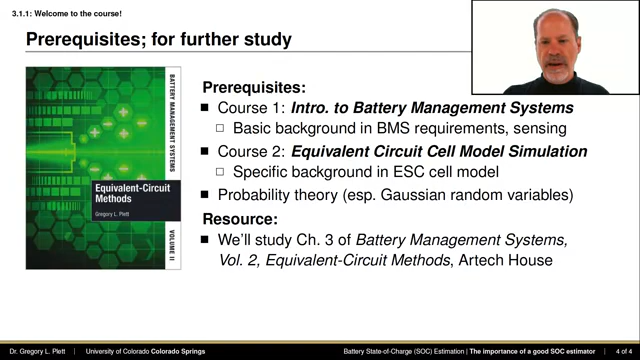 3.1.1: Welcome to the course!
Prerequisites; for further study
BATTERY MANAGEMENT SYSTEMS
Equivalent-Circuit
Methods
Gregory L. Plett
VOLUME II
Prerequisites:
Course 1: Intro. to Battery Management Systems
Basic background in BMS requirements, sensing
Course 2: Equivalent Circuit Cell Model Simulation
Specific background in ESC cell model
Probability theory (esp. Gaussian random variables)
Resource:
We'll study Ch. 3 of Battery Management Systems,
Vol. 2, Equivalent-Circuit Methods, Artech House
Dr. Gregory L. Plett | University of Colorado Colorado Springs Battery State-of-Charge (SOC) Estimation | The importance of a good SOC estimator | 4 of 4